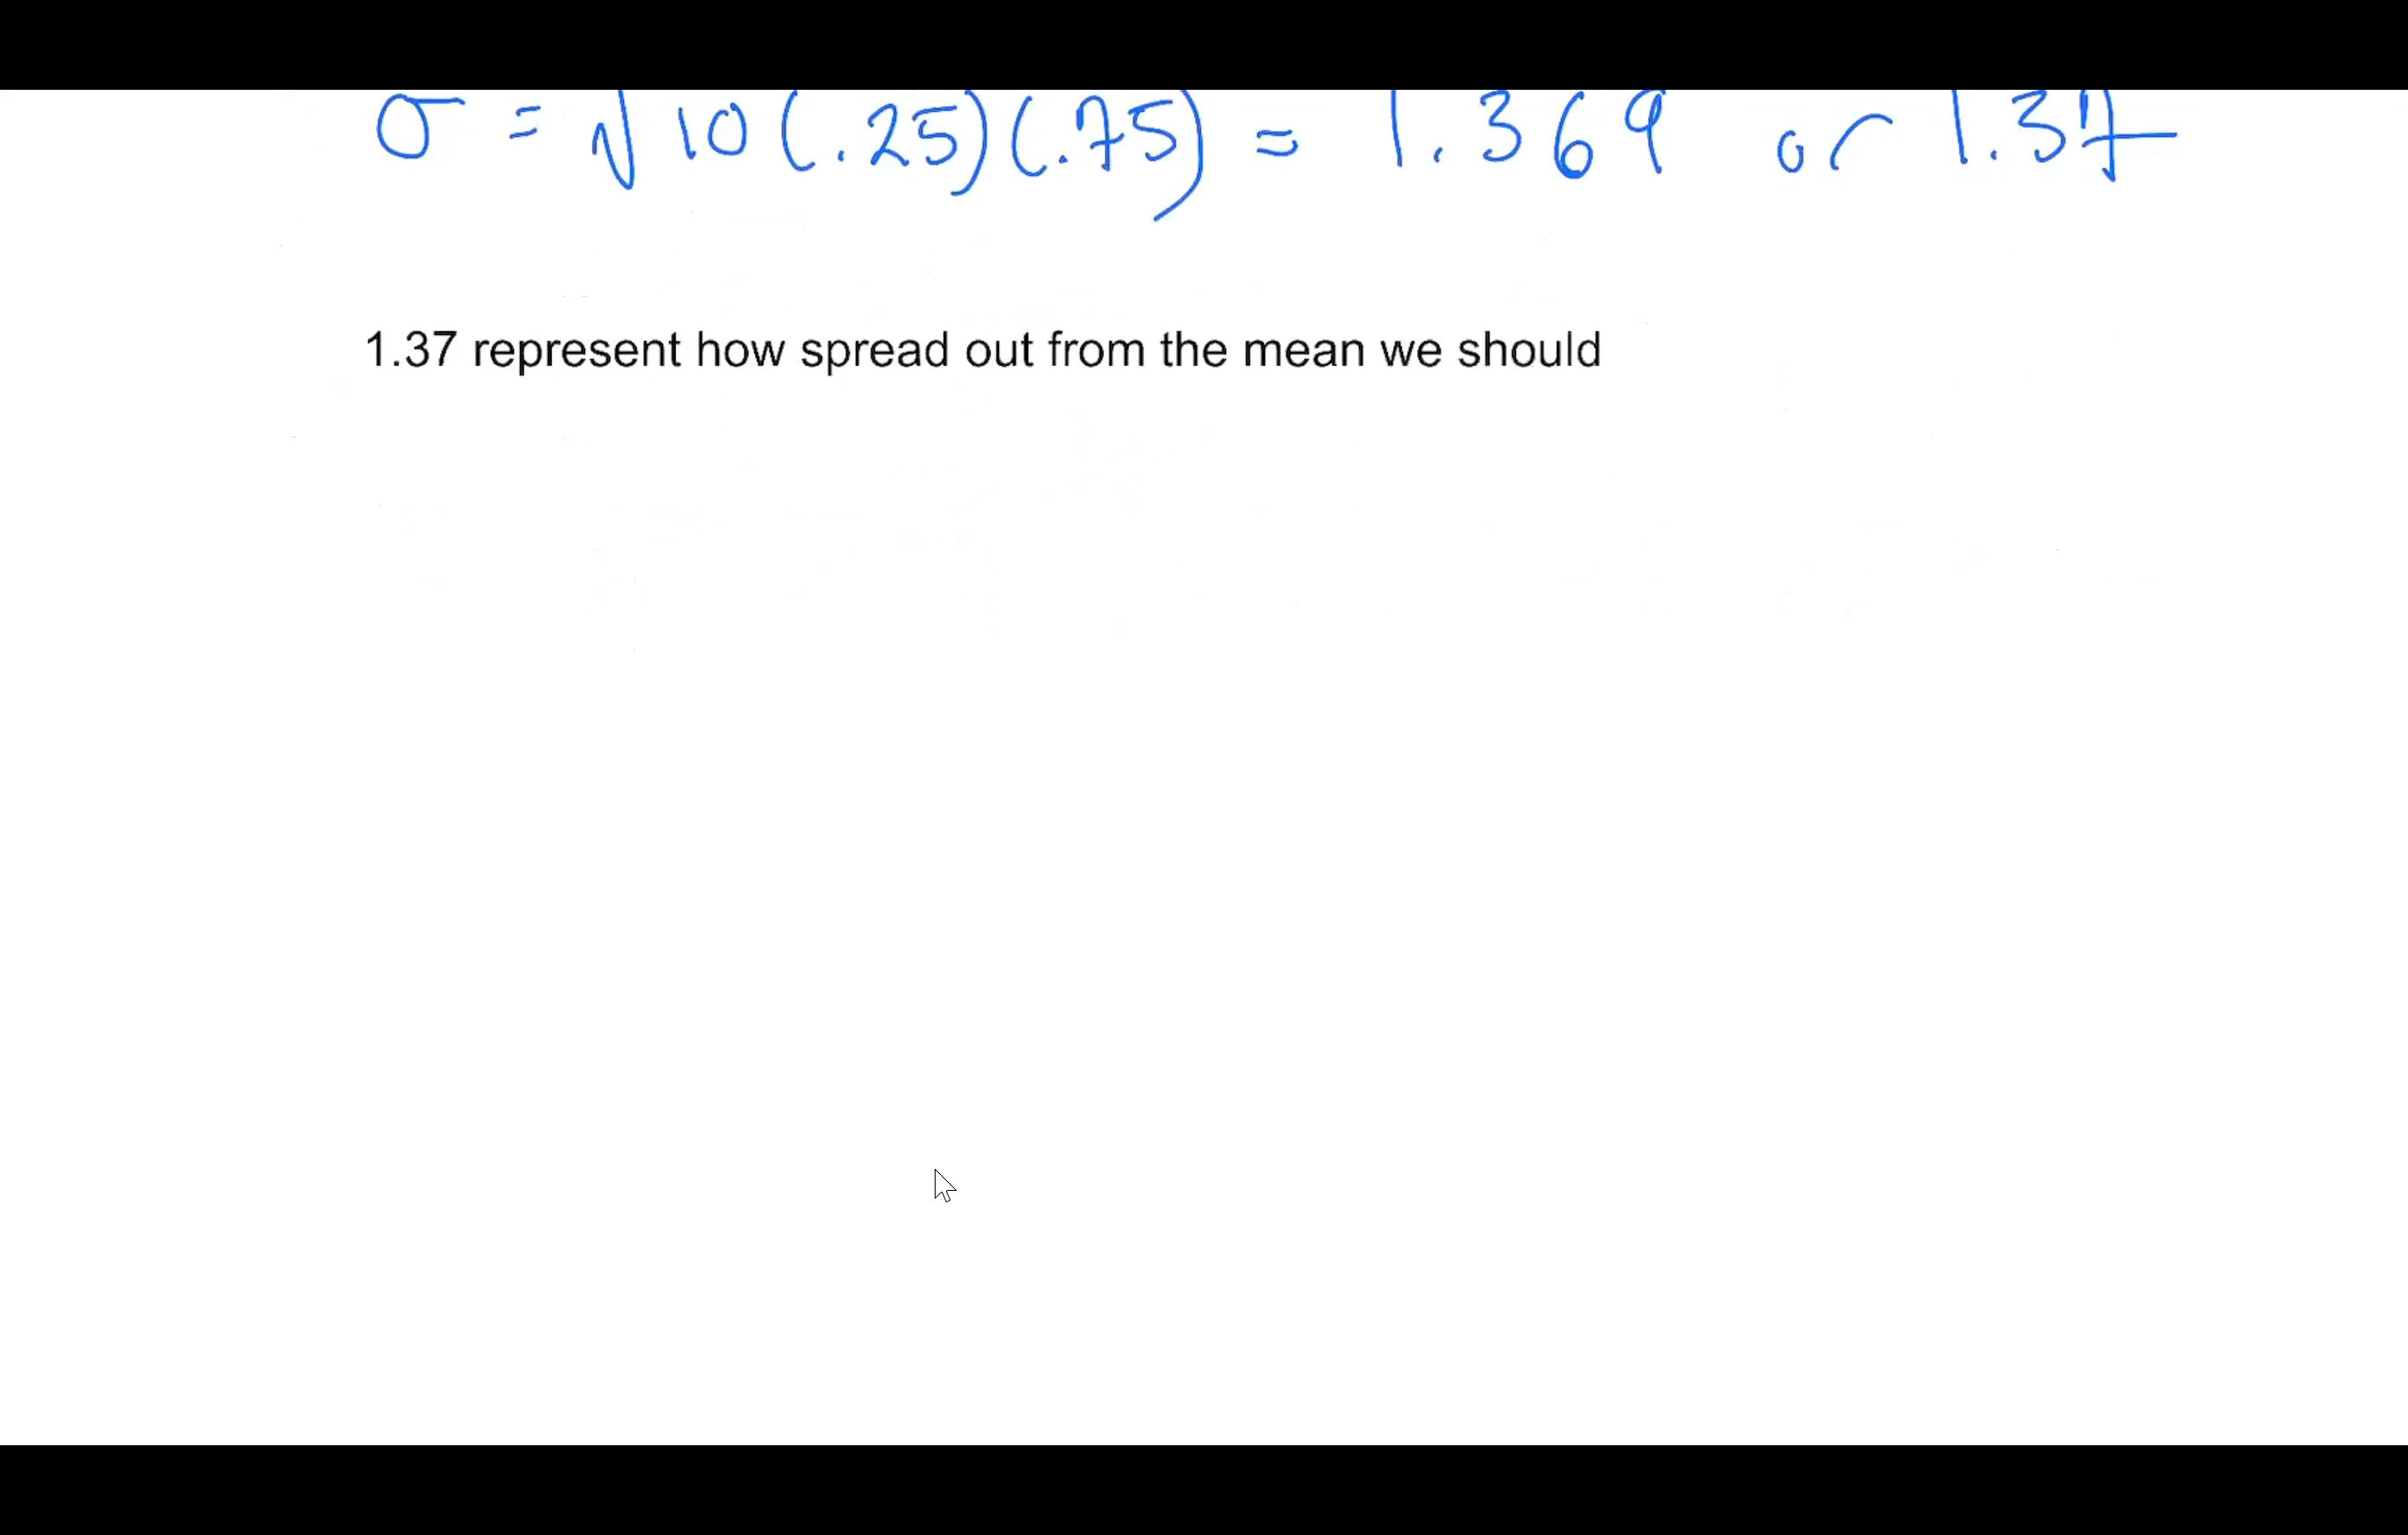 σ = √10(.25)(.75) = 1.369 or 1.37
1.37 represent how spread out from the mean we should